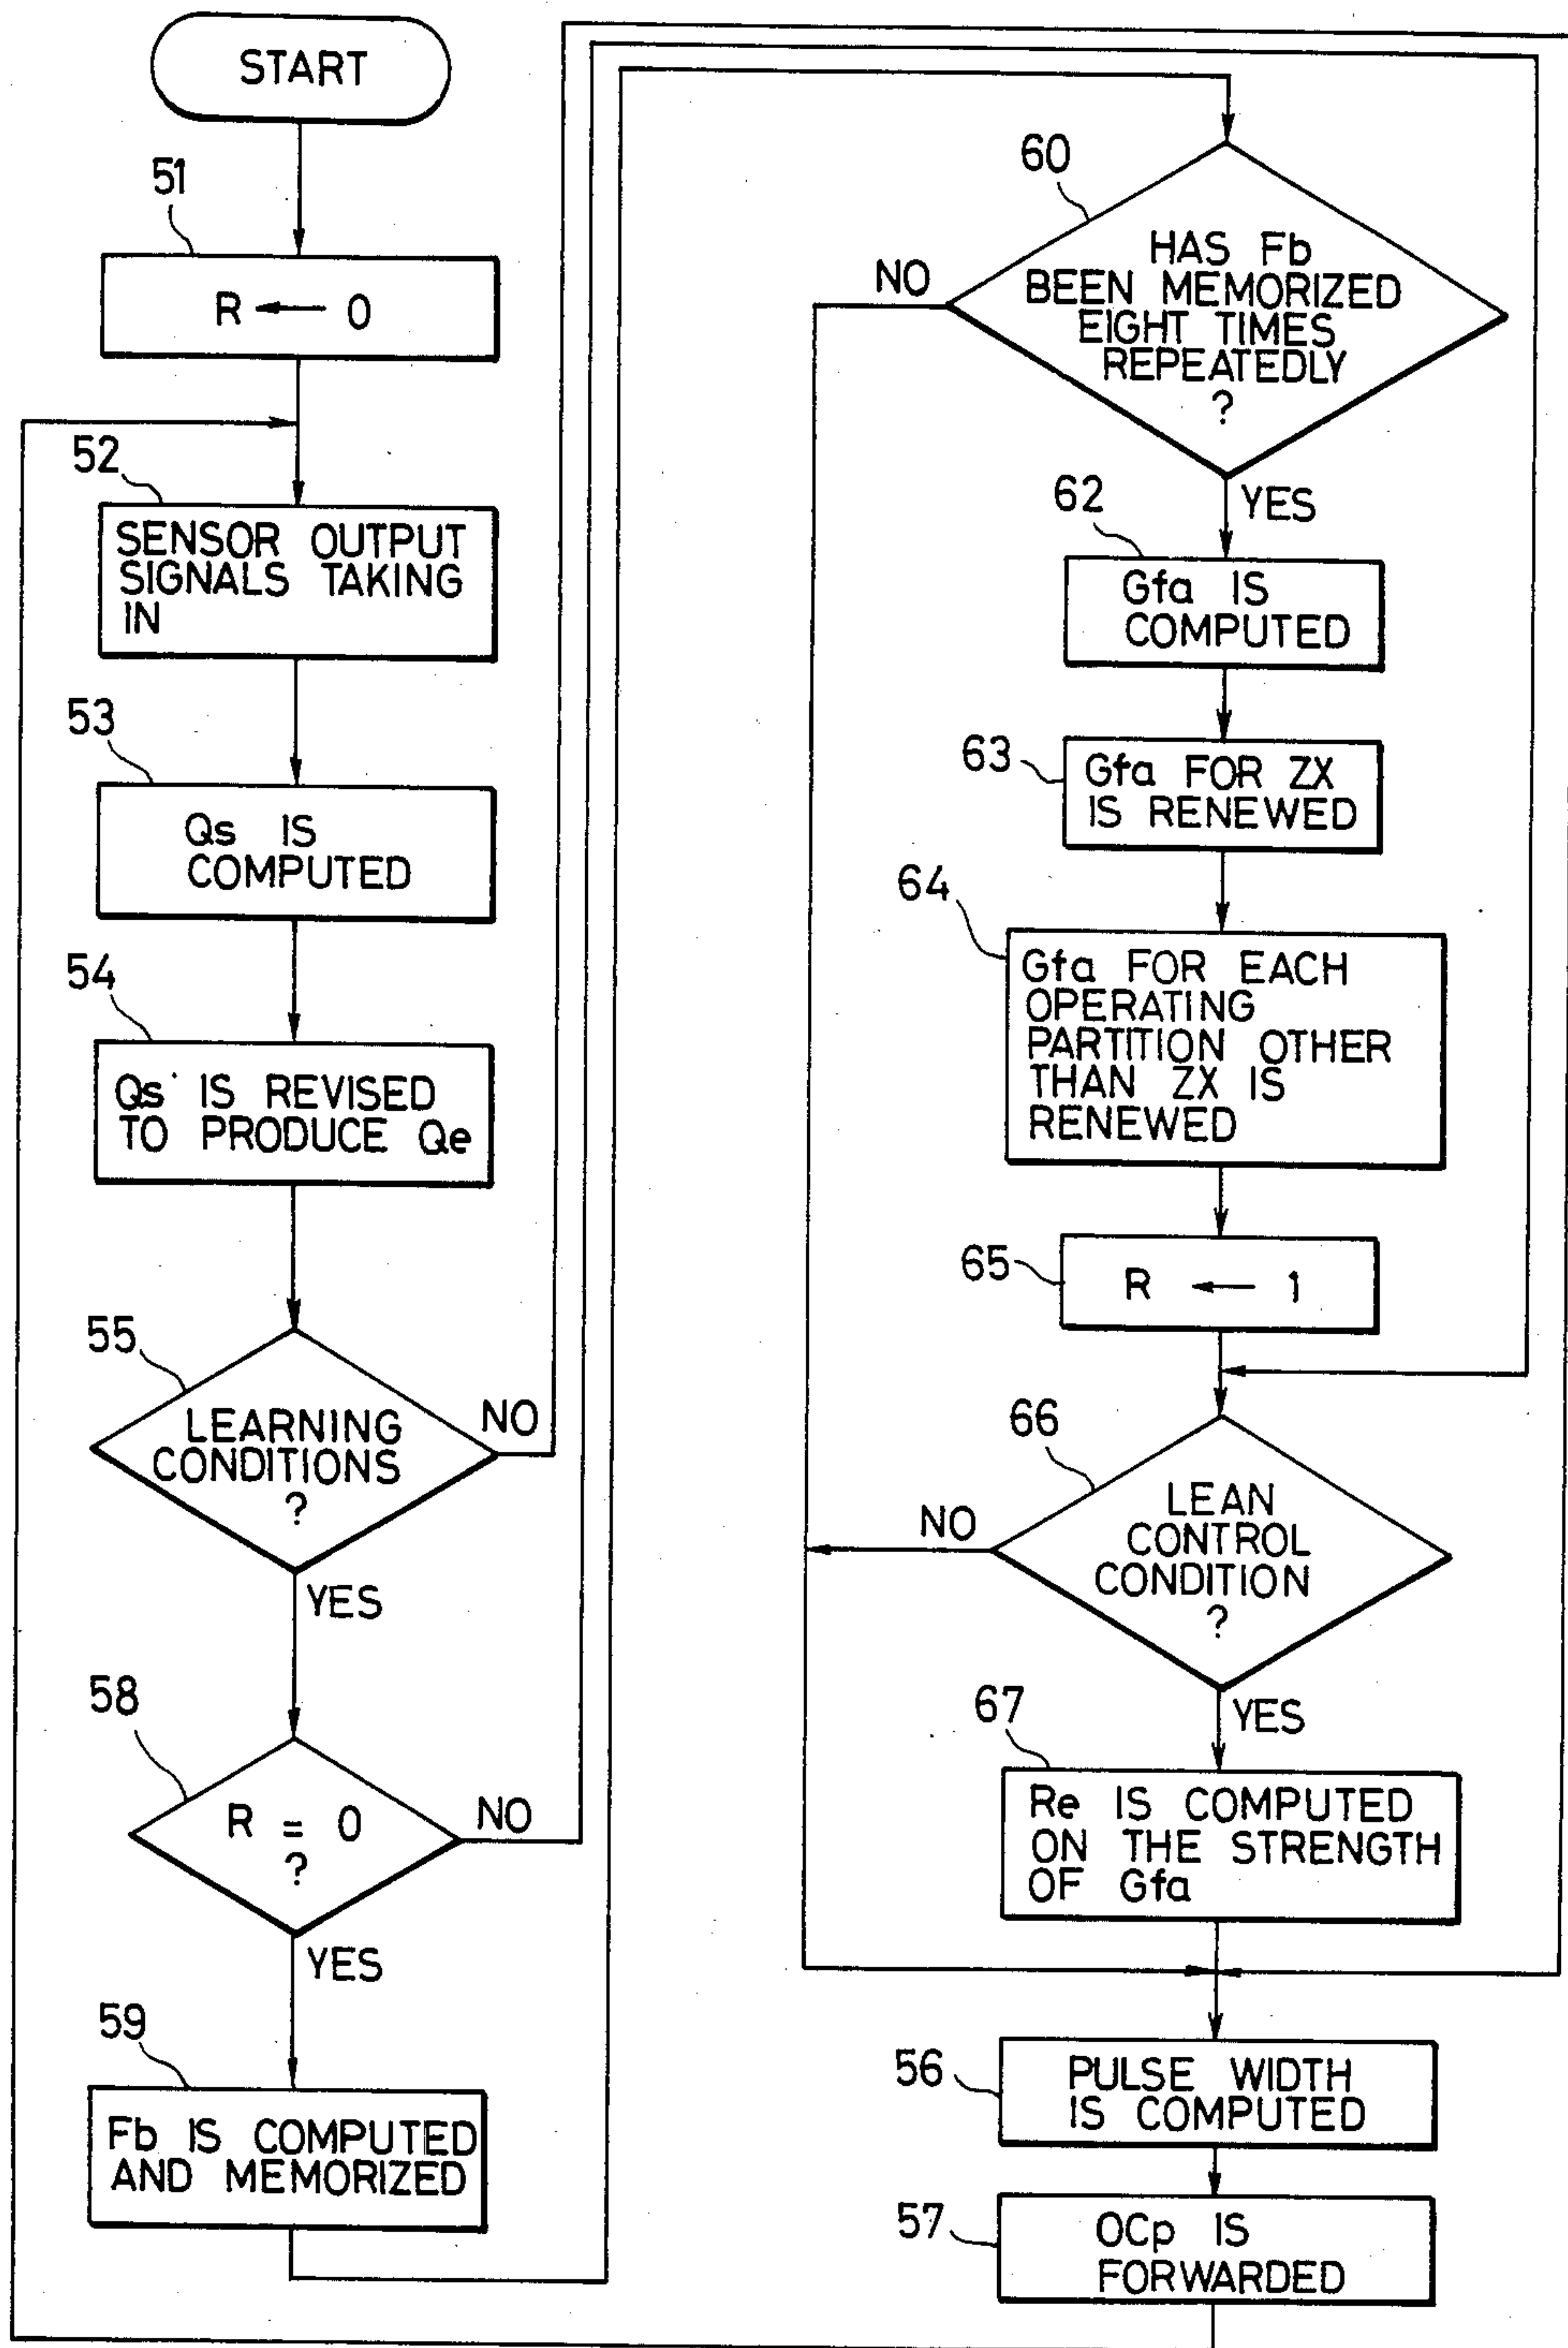 START
51
R ← 0
52
SENSOR OUTPUT
SIGNALS TAKING
IN
53
Qs IS
COMPUTED
54
Qs IS REVISED
TO PRODUCE Qe
55
LEARNING
CONDITIONS
?
NO
YES
58
R = 0
?
NO
YES
59
Fb IS COMPUTED
AND MEMORIZED
60
HAS Fb
BEEN MEMORIZED
EIGHT TIMES
REPEATEDLY
?
NO
YES
62
Gfa IS
COMPUTED
63
Gfa FOR ZX
IS RENEWED
64
Gfa FOR EACH
OPERATING
PARTITION OTHER
THAN ZX IS
RENEWED
65
R ← 1
66
LEAN
CONTROL
CONDITION
?
NO
YES
67
Re IS COMPUTED
ON THE STRENGTH
OF Gfa
56
PULSE WIDTH
IS COMPUTED
57
OCp IS
FORWARDED